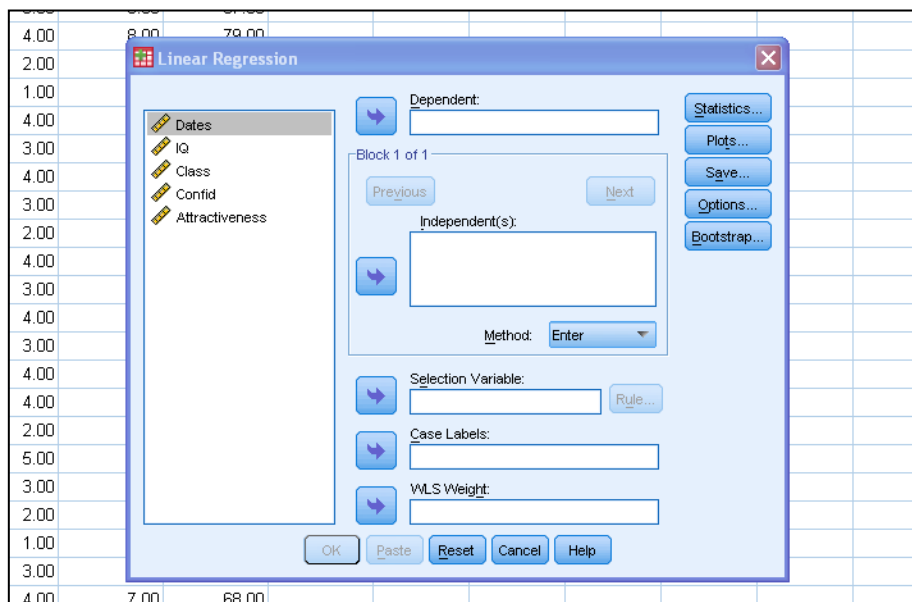 4.00 8.00 79.00
2.00
Linear Regression
1.00
4.00
3.00
4.00
3.00
2.00
4.00
3.00
4.00
3.00
4.00
4.00
2.00
5.00
3.00
2.00
1.00
3.00
4.00 7.00 68.00
Dates
IQ
Class
Confid
Attractiveness
Dependent:
Block 1 of 1
Previous
Next
Independent(s):
Method: Enter
Selection Variable:
Rule...
Case Labels:
WLS Weight:
Statistics...
Plots...
Save...
Options...
Bootstrap...
OK Paste Reset Cancel Help